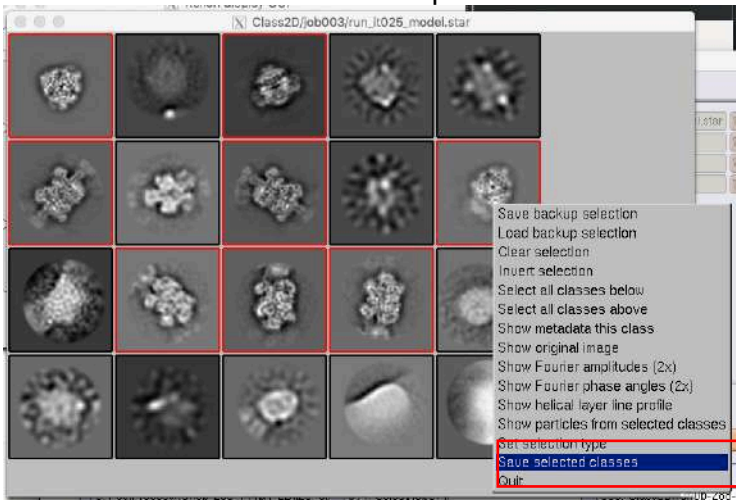 Class2D/job003/run_it025_model.star
Save backup selection
Load backup selection
Clear selection
Invert selection
Select all classes below
Select all classes above
Show metadata this class
Show original image
Show Fourier amplitudes (2x)
Show Fourier phase angles (2x)
Show helical layer line profile
Show particles from selected classes
Set selection type
Save selected classes
Quit